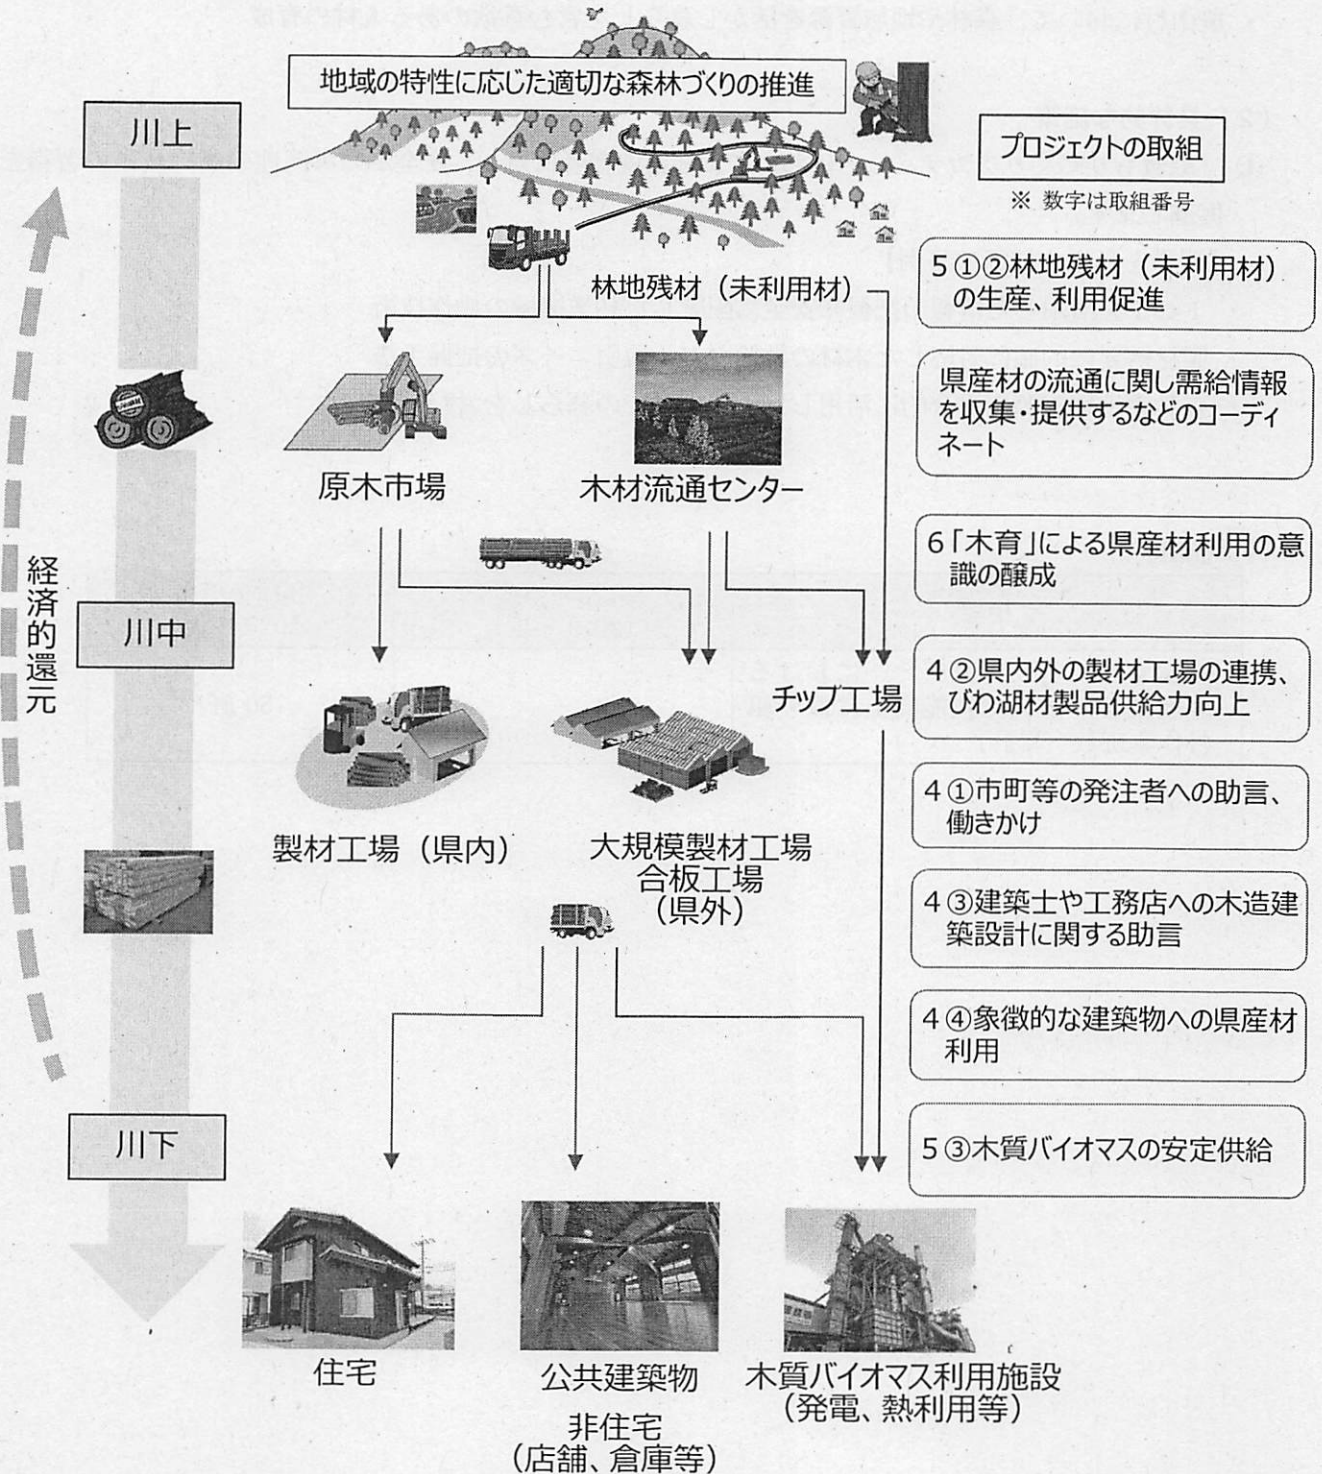 地域の特性に応じた適切な森林づくりの推進
川上
プロジェクトの取組
※ 数字は取組番号
林地残材（未利用材）
5①②林地残材（未利用材）
の生産、利用促進
県産材の流通に関し需給情報
を収集・提供するなどのコーディ
ネート
原木市場
木材流通センター
6「木育」による県産材利用の意
識の醸成
経済的還元
川中
チップ工場
4②県内外の製材工場の連携、
びわ湖材製品供給力向上
4①市町等の発注者への助言、
働きかけ
製材工場（県内）
大規模製材工場
合板工場
（県外）
4③建築士や工務店への木造建
築設計に関する助言
4④象徴的な建築物への県産材
利用
川下
5③木質バイオマスの安定供給
住宅
公共建築物
非住宅
（店舗、倉庫等）
木質バイオマス利用施設
（発電、熱利用等）